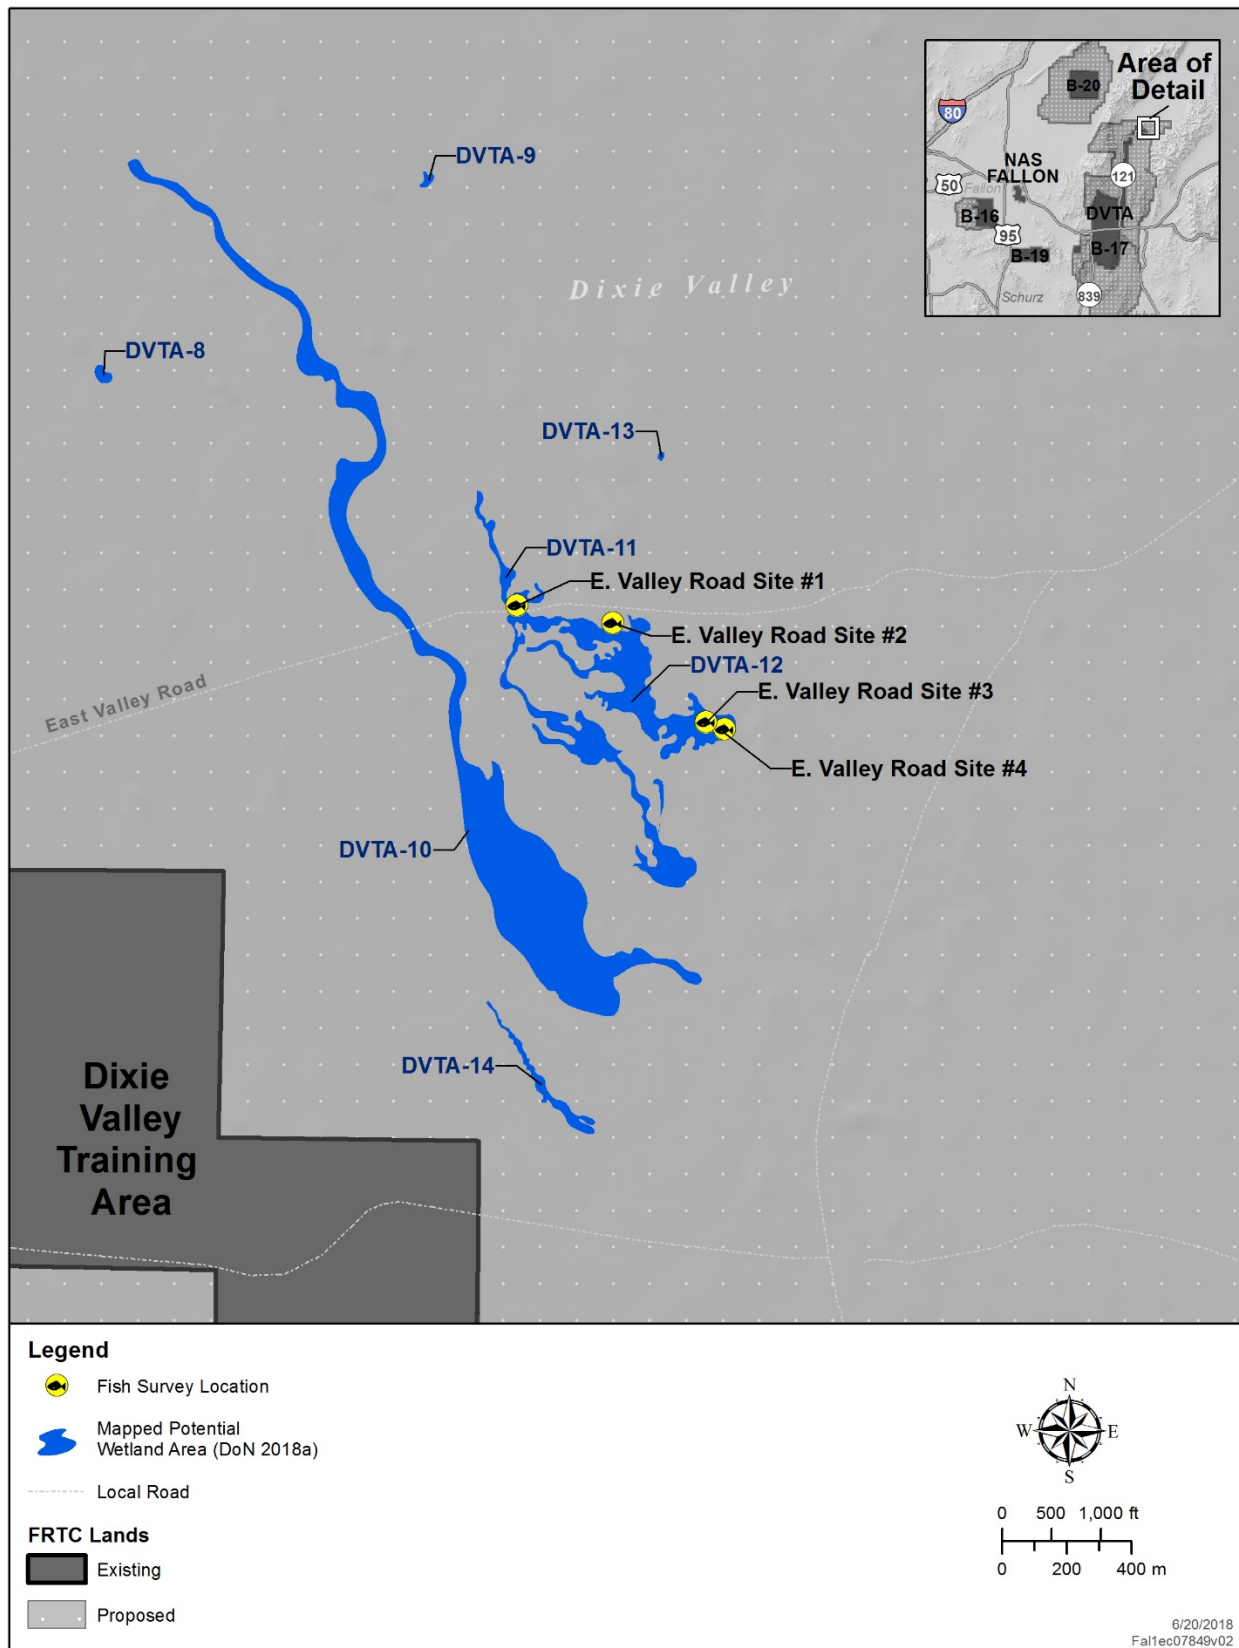 Area of
Detail
B-20
80
NAS
FALLON
121
50
Fallon
B-16
DVTA
95
B-17
B-19
Schurz
839
DVTA-9
Dixie Valley
DVTA-8
DVTA-13
DVTA-11
E. Valley Road Site #1
E. Valley Road Site #2
DVTA-12
E. Valley Road Site #3
East Valley Road
E. Valley Road Site #4
DVTA-10
DVTA-14
Dixie
Valley
Training
Area
Legend
Fish Survey Location
Mapped Potential
Wetland Area (DoN 2018a)
Local Road
FRTC Lands
Existing
Proposed
N
W E
S
0 500 1,000 ft
0 200 400 m
6/20/2018
Fal1ec07849v02